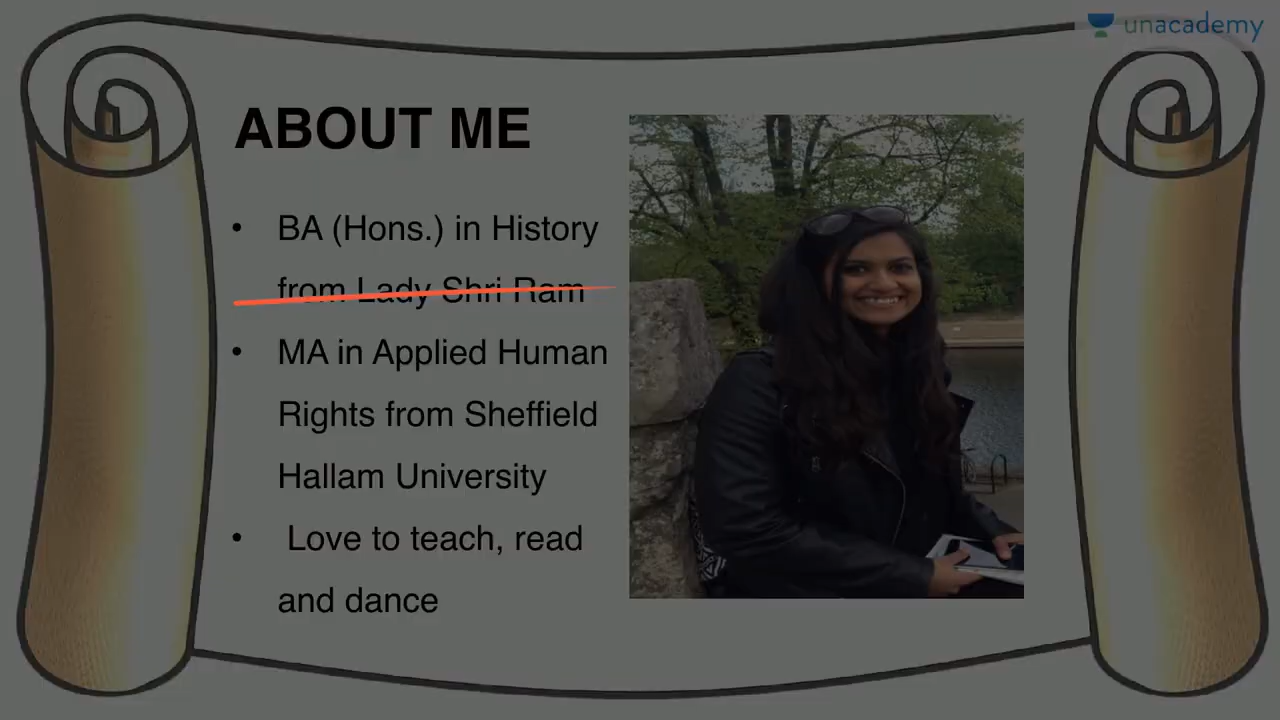 unacademy
ABOUT ME
• BA (Hons.) in History
from Lady Shri Ram
• MA in Applied Human
Rights from Sheffield
Hallam University
• Love to teach, read
and dance